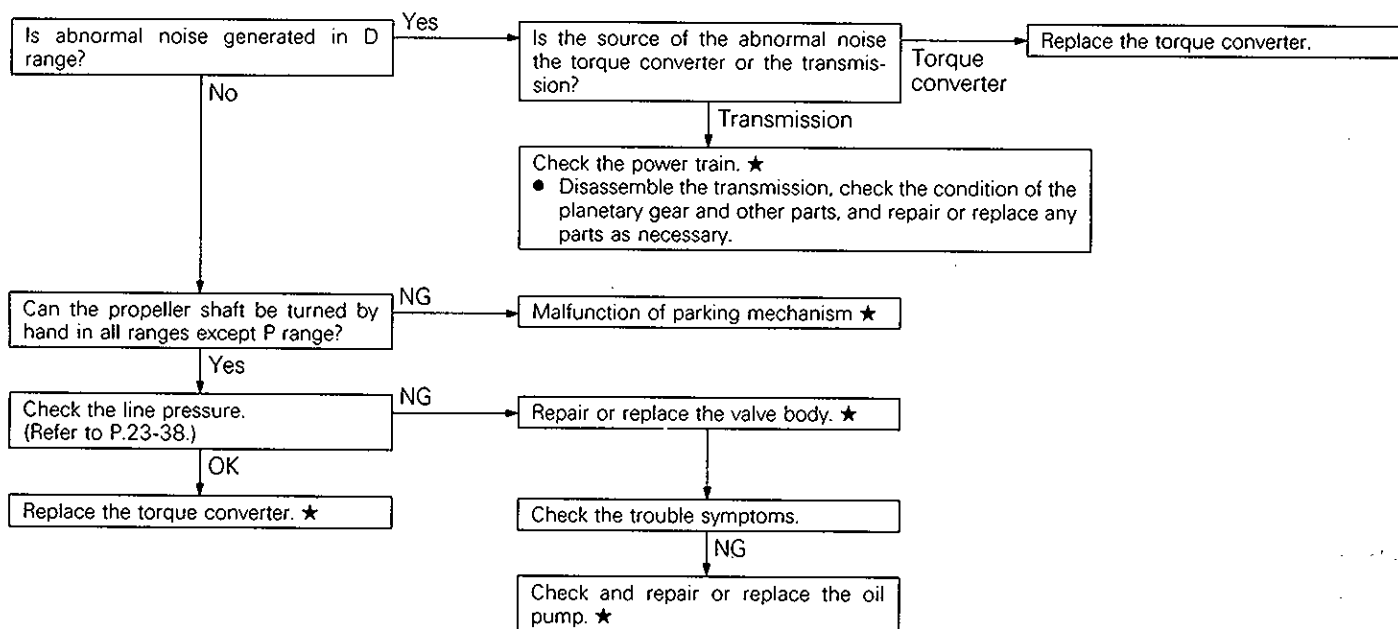 Is abnormal noise generated in D
range?
Yes
Is the source of the abnormal noise
the torque converter or the transmis-
sion?
Torque
converter
Replace the torque converter.
No
Transmission
Check the power train. ★
● Disassemble the transmission, check the condition of the
planetary gear and other parts, and repair or replace any
parts as necessary.
Can the propeller shaft be turned by
hand in all ranges except P range?
NG
Malfunction of parking mechanism ★
Yes
Check the line pressure.
(Refer to P.23-38.)
NG
Repair or replace the valve body. ★
OK
Replace the torque converter. ★
Check the trouble symptoms.
NG
Check and repair or replace the oil
pump. ★